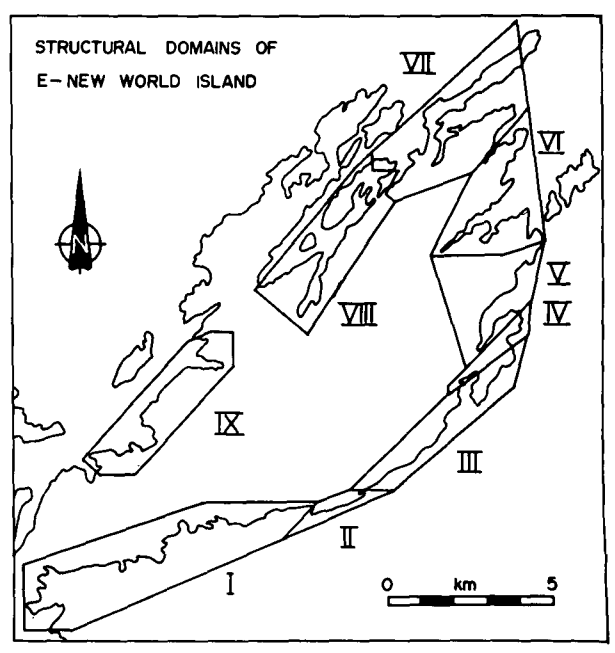 STRUCTURAL DOMAINS OF
E-NEW WORLD ISLAND
VII
VI
N
V
IV
VIII
IX
III
II
I
0 km 5